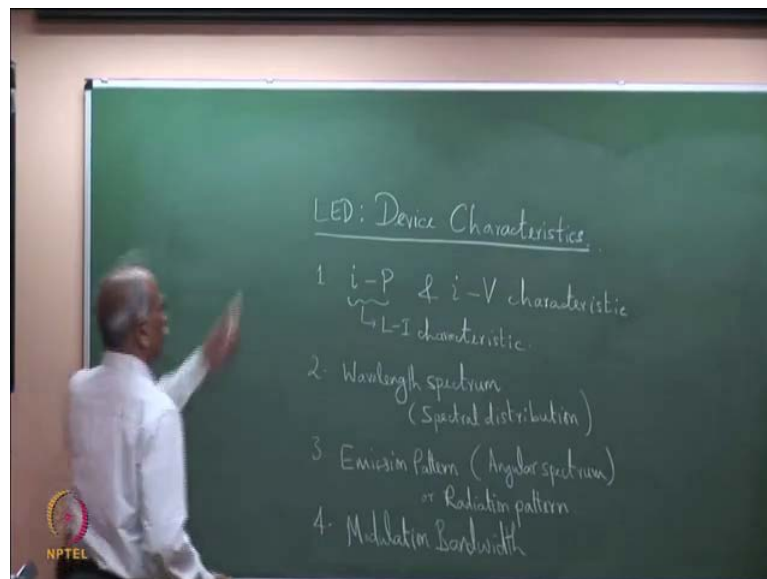 LED: Device Characteristics.
1 i-P & i-V characteristic
↳ L-I characteristic.
2. Wavelength spectrum
(Spectral distribution)
3 Emission Pattern (Angular spectrum)
or Radiation pattern
4. Modulation Bandwidth
NPTEL